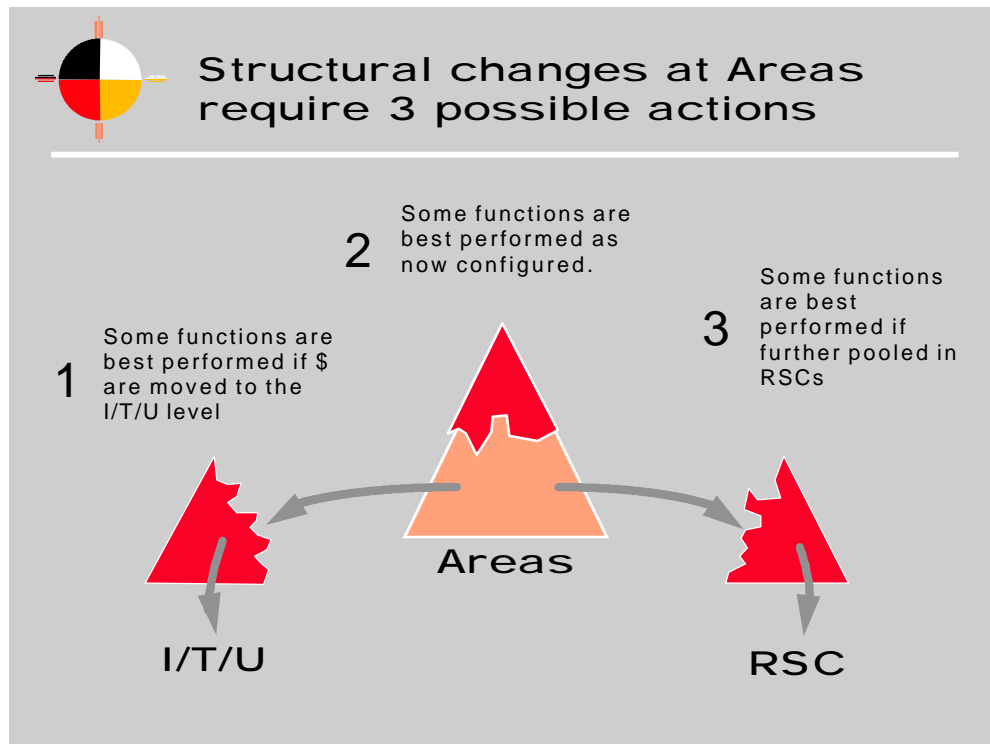 Structural changes at Areas
require 3 possible actions
1
Some functions are
best performed if $
are moved to the
I/T/U level
2
Some functions are
best performed as
now configured.
3
Some functions
are best
performed if
further pooled in
RSCs
Areas
I/T/U
RSC